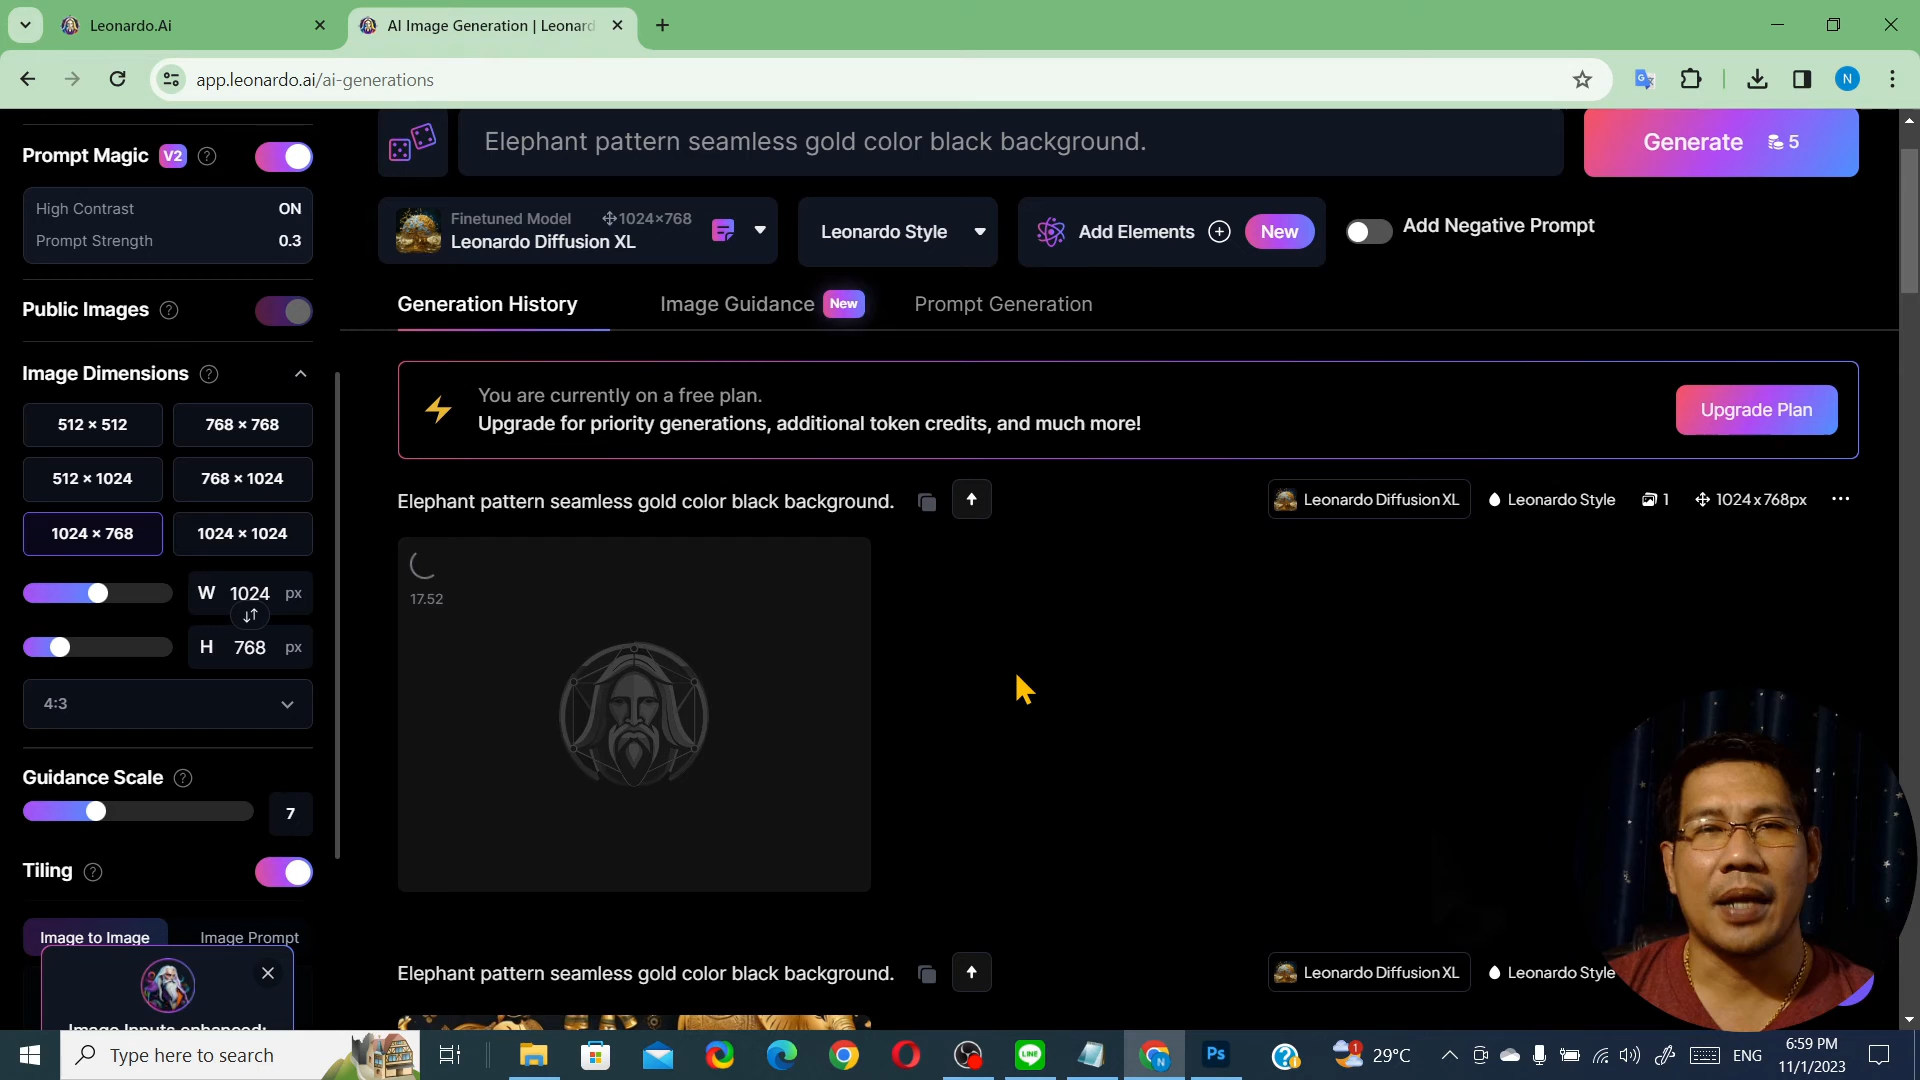 Leonardo.Ai
AI Image Generation | Leonard
app.leonardo.ai/ai-generations
N
Prompt Magic V2 ?
High Contrast ON
Prompt Strength 0.3
Public Images ?
Image Dimensions ?
512 × 512
768 × 768
512 × 1024
768 × 1024
1024 × 768
1024 × 1024
W 1024 px
H 768 px
4:3
Guidance Scale ?
7
Tiling ?
Image to Image
Image Prompt
Elephant pattern seamless gold color black background.
Generate 5
Finetuned Model 1024×768
Leonardo Diffusion XL
Leonardo Style
Add Elements New
Add Negative Prompt
Generation History
Image Guidance New
Prompt Generation
You are currently on a free plan.
Upgrade for priority generations, additional token credits, and much more!
Upgrade Plan
Elephant pattern seamless gold color black background.
Leonardo Diffusion XL
Leonardo Style
1
1024 x 768px
17.52
Elephant pattern seamless gold color black background.
Leonardo Diffusion XL
Leonardo Style
Type here to search
LINE
N
Ps
1
29°C
ENG
6:59 PM
11/1/2023